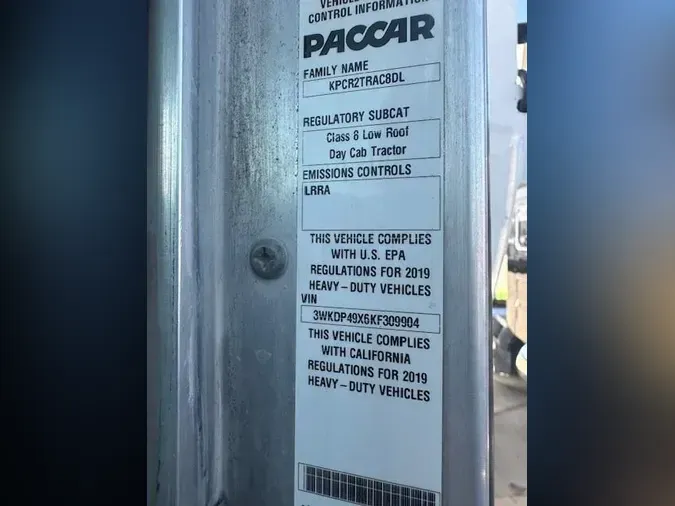 VEHICLE
CONTROL INFORMATION
PACCAR
FAMILY NAME
KPCR2TRAC8DL
REGULATORY SUBCAT
Class 8 Low Roof
Day Cab Tractor
EMISSIONS CONTROLS
LRRA
THIS VEHICLE COMPLIES
WITH U.S. EPA
REGULATIONS FOR 2019
HEAVY-DUTY VEHICLES
VIN
3WKDP49X6KF309904
THIS VEHICLE COMPLIES
WITH CALIFORNIA
REGULATIONS FOR 2019
HEAVY-DUTY VEHICLES